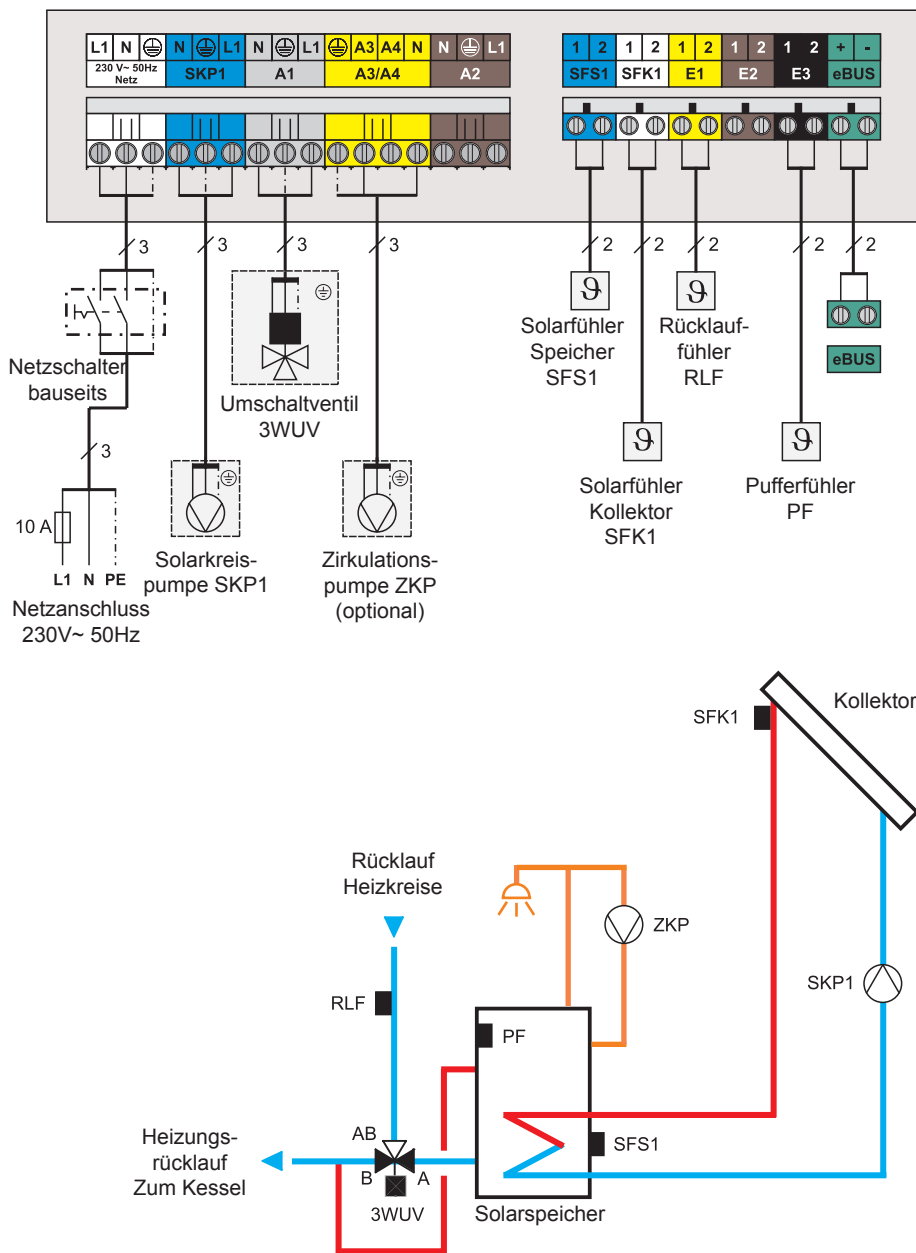 L1 N N L1 N L1 A3 A4 N N L1
230 V~ 50Hz
Netz
SKP1 A1 A3/A4 A2
1 2 1 2 1 2 1 2 1 2 + -
SFS1 SFK1 E1 E2 E3 eBUS
3 3 3 3 2 2 2 2 2
Netzschalter
bauseits
3
10 A
L1 N PE
Netzanschluss
230V~ 50Hz
Solarkreis-
pumpe SKP1
Umschaltventil
3WUV
Zirkulations-
pumpe ZKP
(optional)
ϑ
Solarfühler
Speicher
SFS1
ϑ
Rücklauf-
fühler
RLF
eBUS
ϑ
Solarfühler
Kollektor
SFK1
ϑ
Pufferfühler
PF
Kollektor
SFK1
Rücklauf
Heizkreise
ZKP
SKP1
RLF
PF
AB
SFS1
Heizungs-
rücklauf
Zum Kessel
B A
3WUV
Solarspeicher